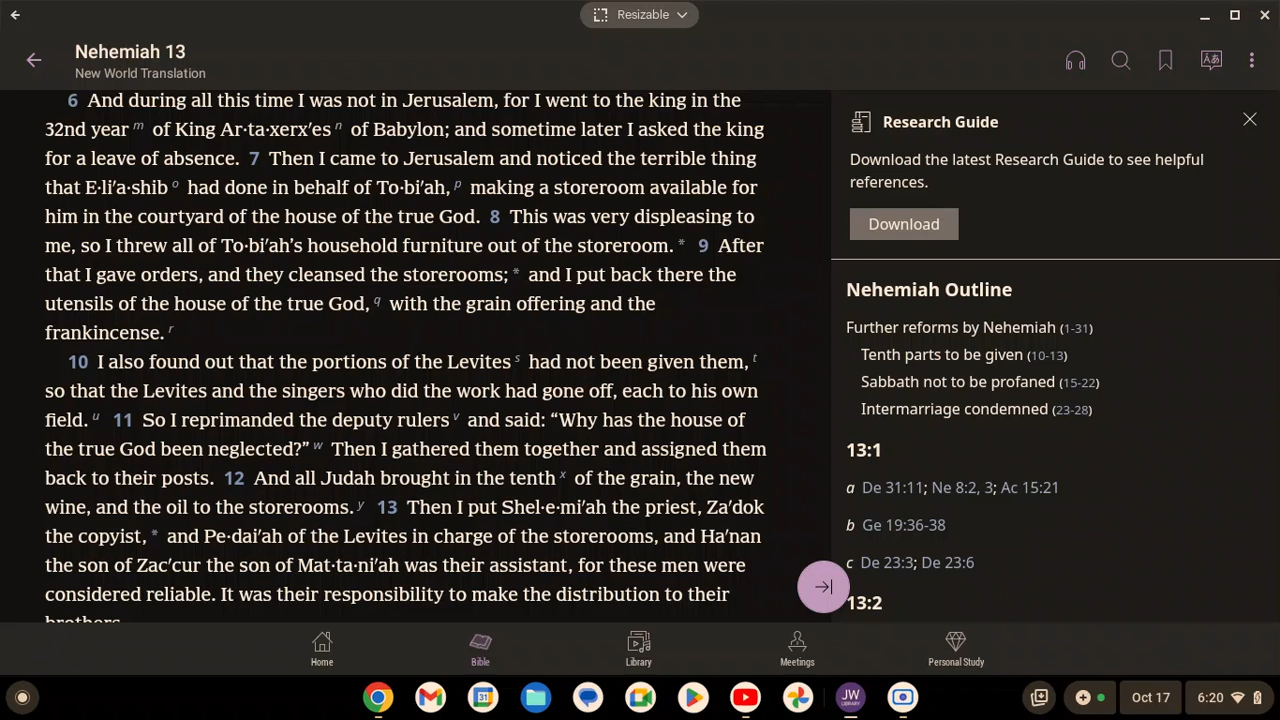 Resizable
Nehemiah 13
New World Translation
6 And during all this time I was not in Jerusalem, for I went to the king in the
32nd year m of King Ar·ta·xerx′es n of Babylon; and sometime later I asked the king
for a leave of absence. 7 Then I came to Jerusalem and noticed the terrible thing
that E·li′a·shib o had done in behalf of To·bi′ah, p making a storeroom available for
him in the courtyard of the house of the true God. 8 This was very displeasing to
me, so I threw all of To·bi′ah’s household furniture out of the storeroom. * 9 After
that I gave orders, and they cleansed the storerooms; * and I put back there the
utensils of the house of the true God, q with the grain offering and the
frankincense. r
10 I also found out that the portions of the Levites s had not been given them, t
so that the Levites and the singers who did the work had gone off, each to his own
field. u 11 So I reprimanded the deputy rulers v and said: “Why has the house of
the true God been neglected?” w Then I gathered them together and assigned them
back to their posts. 12 And all Judah brought in the tenth x of the grain, the new
wine, and the oil to the storerooms. y 13 Then I put Shel·e·mi′ah the priest, Za′dok
the copyist, * and Pe·dai′ah of the Levites in charge of the storerooms, and Ha′nan
the son of Zac′cur the son of Mat·ta·ni′ah was their assistant, for these men were
considered reliable. It was their responsibility to make the distribution to their
brothers.
Research Guide
Download the latest Research Guide to see helpful
references.
Download
Nehemiah Outline
Further reforms by Nehemiah (1-31)
Tenth parts to be given (10-13)
Sabbath not to be profaned (15-22)
Intermarriage condemned (23-28)
13:1
a De 31:11; Ne 8:2, 3; Ac 15:21
b Ge 19:36-38
c De 23:3; De 23:6
13:2
Home
Bible
Library
Meetings
Personal Study
31
JW
LIBRARY
Oct 17
6:20